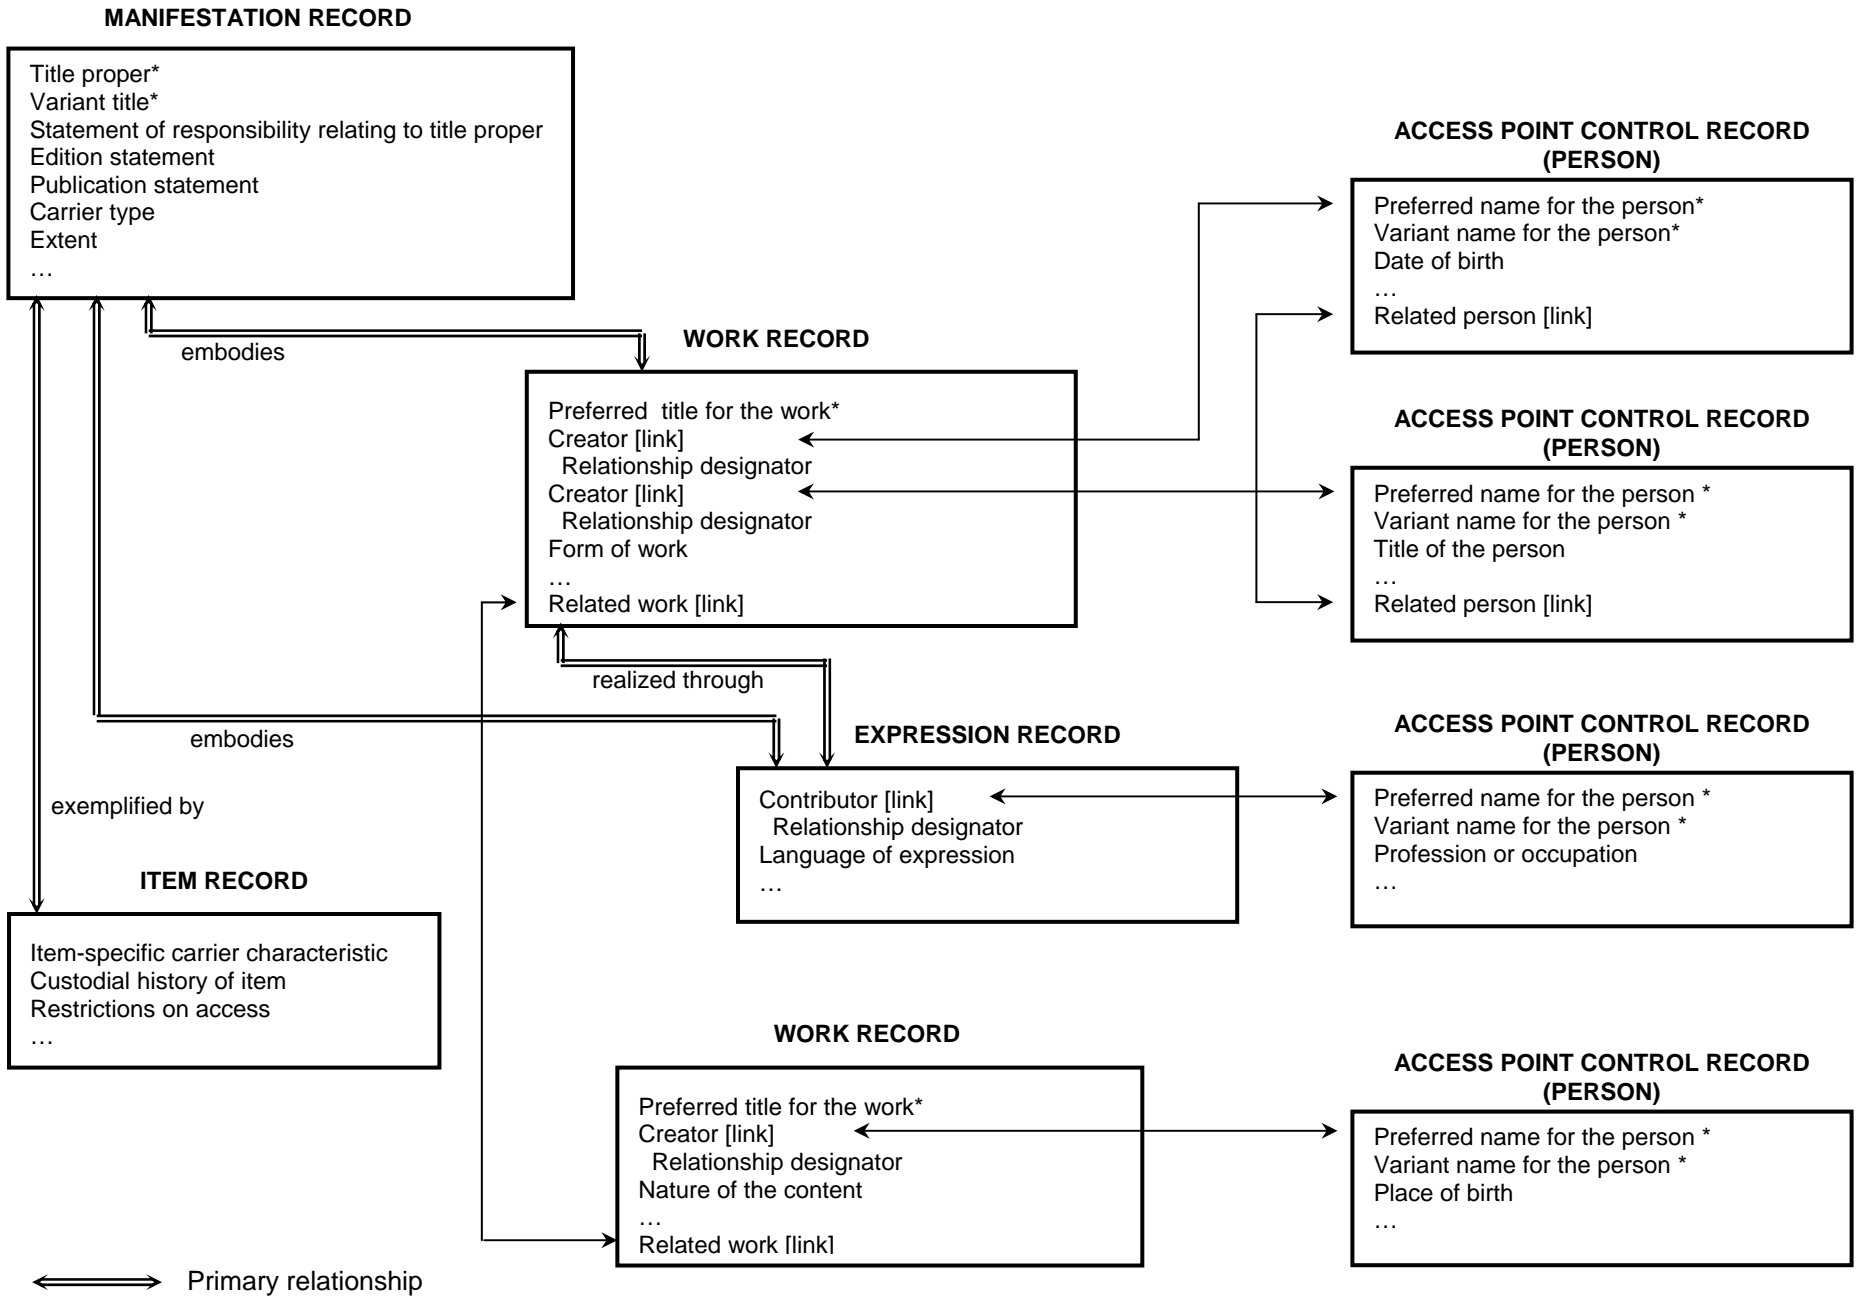 MANIFESTATION RECORD
Title proper*
Variant title*
Statement of responsibility relating to title proper
Edition statement
Publication statement
Carrier type
Extent
…
embodies
WORK RECORD
Preferred  title for the work*
Creator [link]
Relationship designator
Creator [link]
Relationship designator
Form of work
…
Related work [link]
realized through
embodies
EXPRESSION RECORD
Contributor [link]
Relationship designator
Language of expression
…
exemplified by
ITEM RECORD
Item-specific carrier characteristic
Custodial history of item
Restrictions on access
…
WORK RECORD
Preferred title for the work*
Creator [link]
Relationship designator
Nature of the content
…
Related work [link]
ACCESS POINT CONTROL RECORD
(PERSON)
Preferred name for the person*
Variant name for the person*
Date of birth
…
Related person [link]
ACCESS POINT CONTROL RECORD
(PERSON)
Preferred name for the person *
Variant name for the person *
Title of the person
…
Related person [link]
ACCESS POINT CONTROL RECORD
(PERSON)
Preferred name for the person *
Variant name for the person *
Profession or occupation
…
ACCESS POINT CONTROL RECORD
(PERSON)
Preferred name for the person *
Variant name for the person *
Place of birth
…
Primary relationship